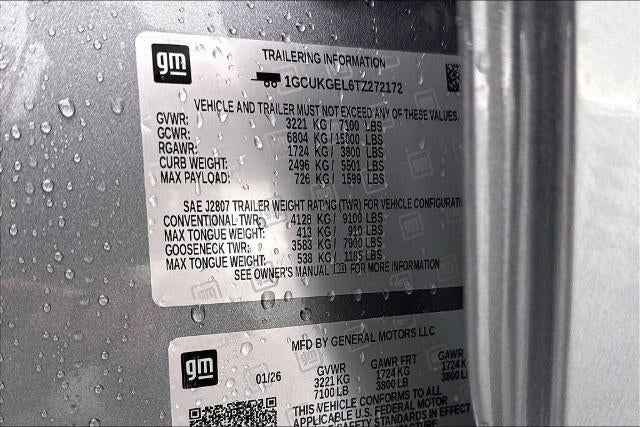 gm
TRAILERING INFORMATION
1GCUKGEL6TZ272172
VEHICLE AND TRAILER MUST NOT EXCEED ANY OF THESE VALUES.
GVWR: 3221 KG / 7100 LBS
GCWR: 6804 KG / 15000 LBS
RGAWR: 1724 KG / 3800 LBS
CURB WEIGHT: 2496 KG / 5501 LBS
MAX PAYLOAD: 726 KG / 1599 LBS
SAE J2807 TRAILER WEIGHT RATING (TWR) FOR VEHICLE CONFIGURATI
CONVENTIONAL TWR: 4128 KG / 9100 LBS
MAX TONGUE WEIGHT: 413 KG / 910 LBS
GOOSENECK TWR: 3583 KG / 7900 LBS
MAX TONGUE WEIGHT: 538 KG / 1185 LBS
SEE OWNER'S MANUAL FOR MORE INFORMATION
gm
MFD BY GENERAL MOTORS LLC
01/26 GVWR GAWR FRT GAWR
3221 KG 1724 KG 1724 K
7100 LB 3800 LB 3800 L
THIS VEHICLE CONFORMS TO ALL
APPLICABLE U.S. FEDERAL MOTOR
SAFETY STANDARDS IN EFFECT